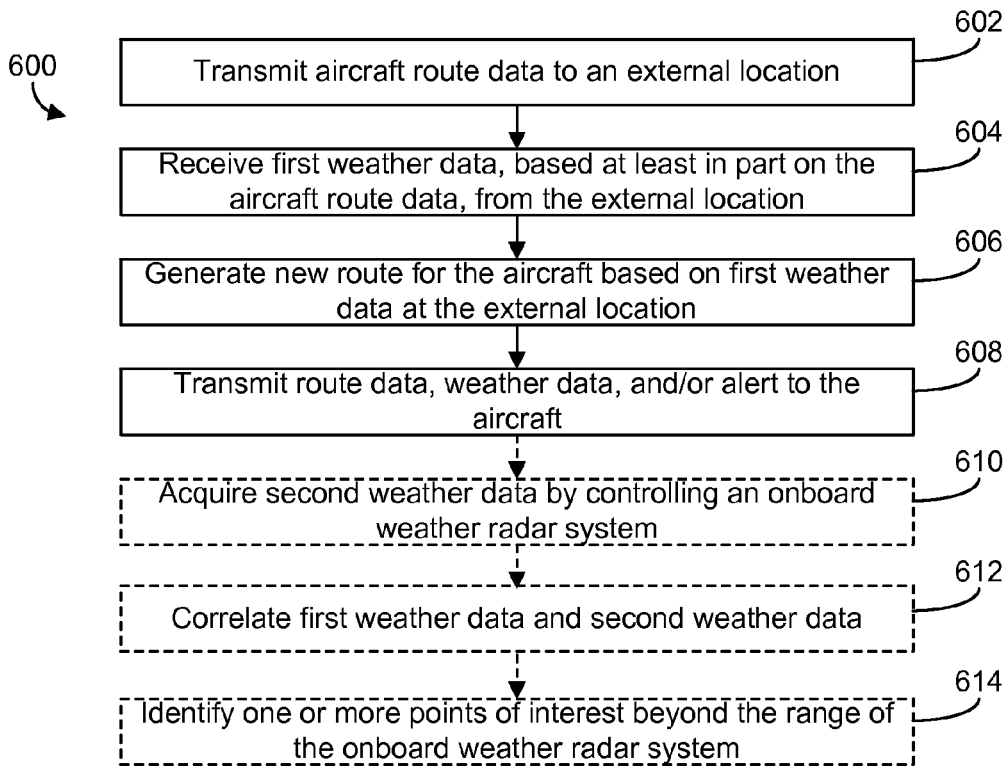 600
602
Transmit aircraft route data to an external location
604
Receive first weather data, based at least in part on the
aircraft route data, from the external location
606
Generate new route for the aircraft based on first weather
data at the external location
608
Transmit route data, weather data, and/or alert to the
aircraft
610
Acquire second weather data by controlling an onboard
weather radar system
612
Correlate first weather data and second weather data
614
Identify one or more points of interest beyond the range of
the onboard weather radar system